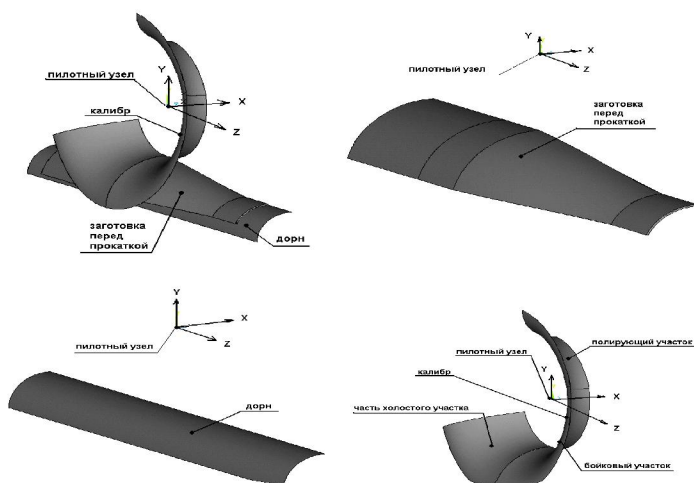 пилотный узел
Y
X
Z
калибр
заготовка
перед
прокаткой
дорн
Y
X
Z
пилотный узел
заготовка
перед
прокаткой
Y
X
Z
пилотный узел
дорн
полирующий участок
пилотный узел
Y
калибр
X
часть холостого участка
Z
бойковый участок